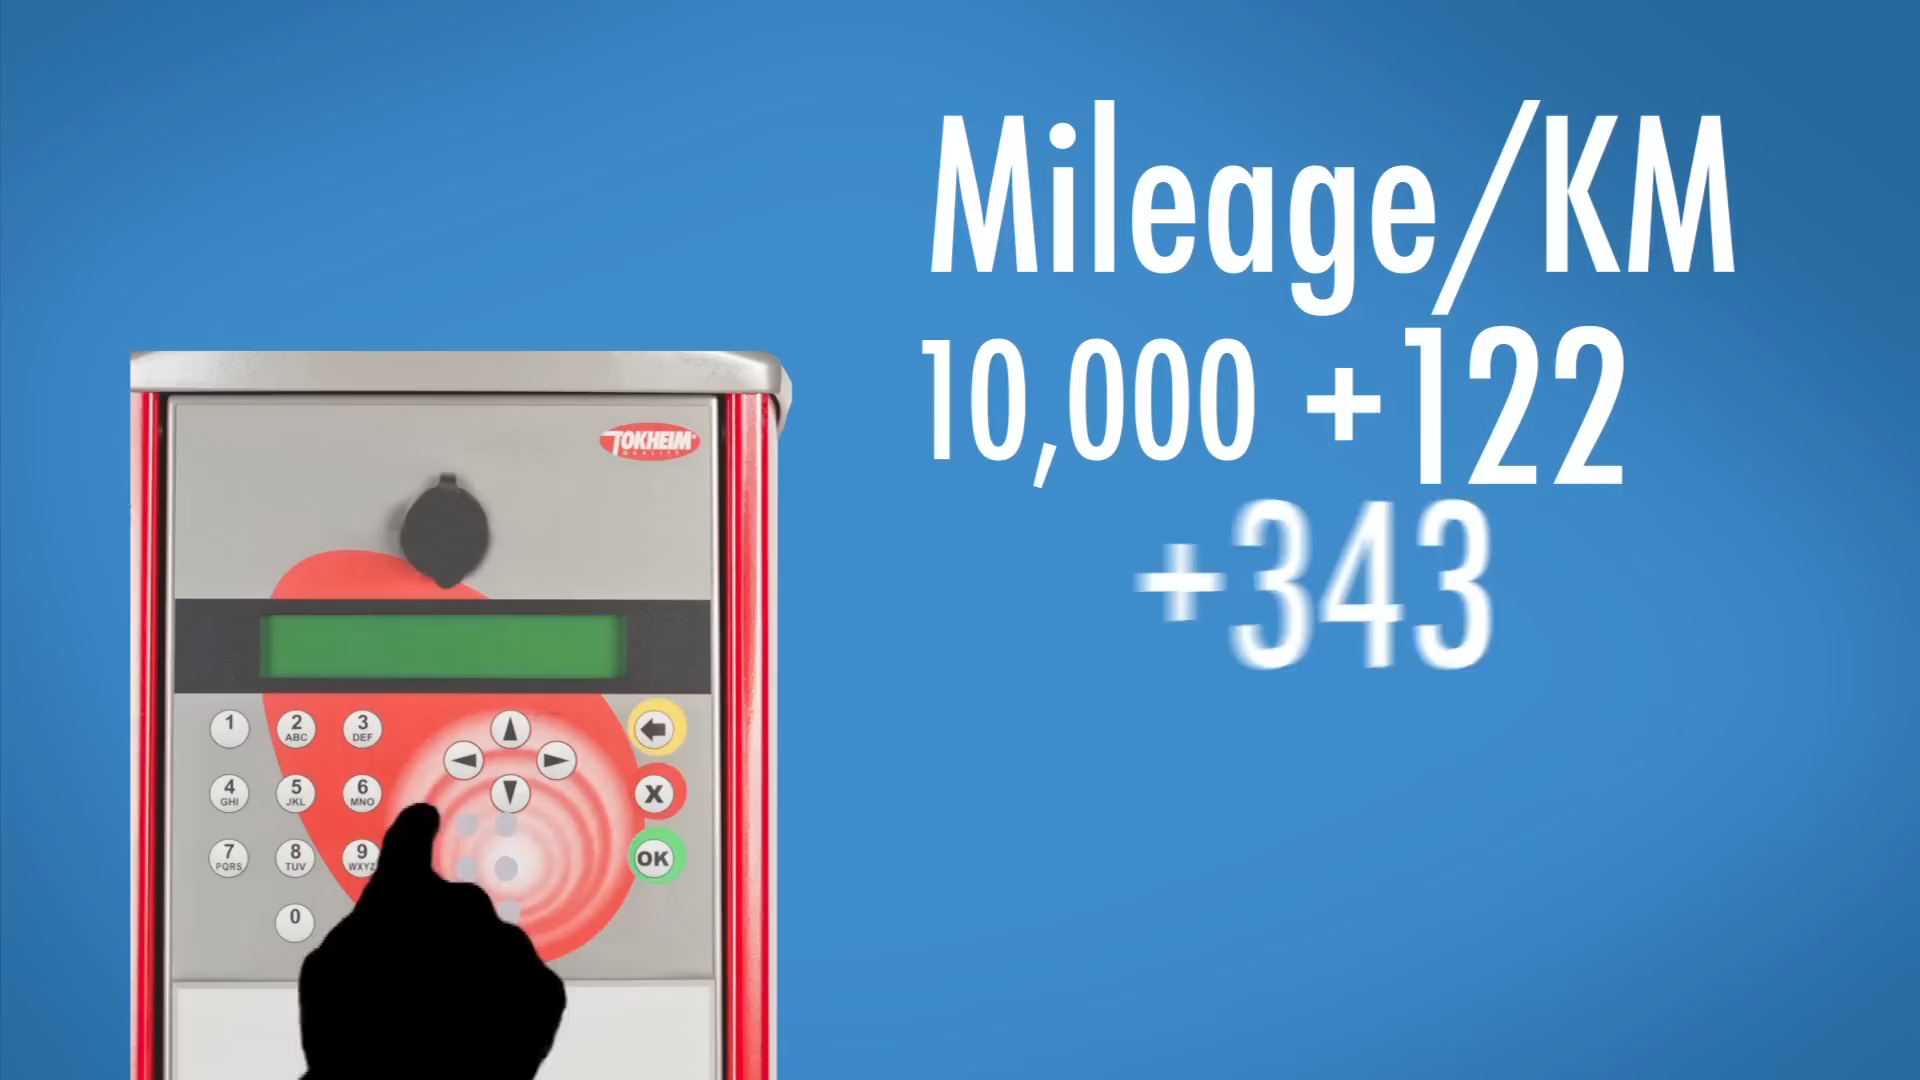 Mileage/KM
10,000 +122
+343
TOKHEIM
QUALITY
1
2
ABC
3
DEF
4
GHI
5
JKL
6
MNO
X
7
PQRS
8
TUV
9
WXYZ
OK
0